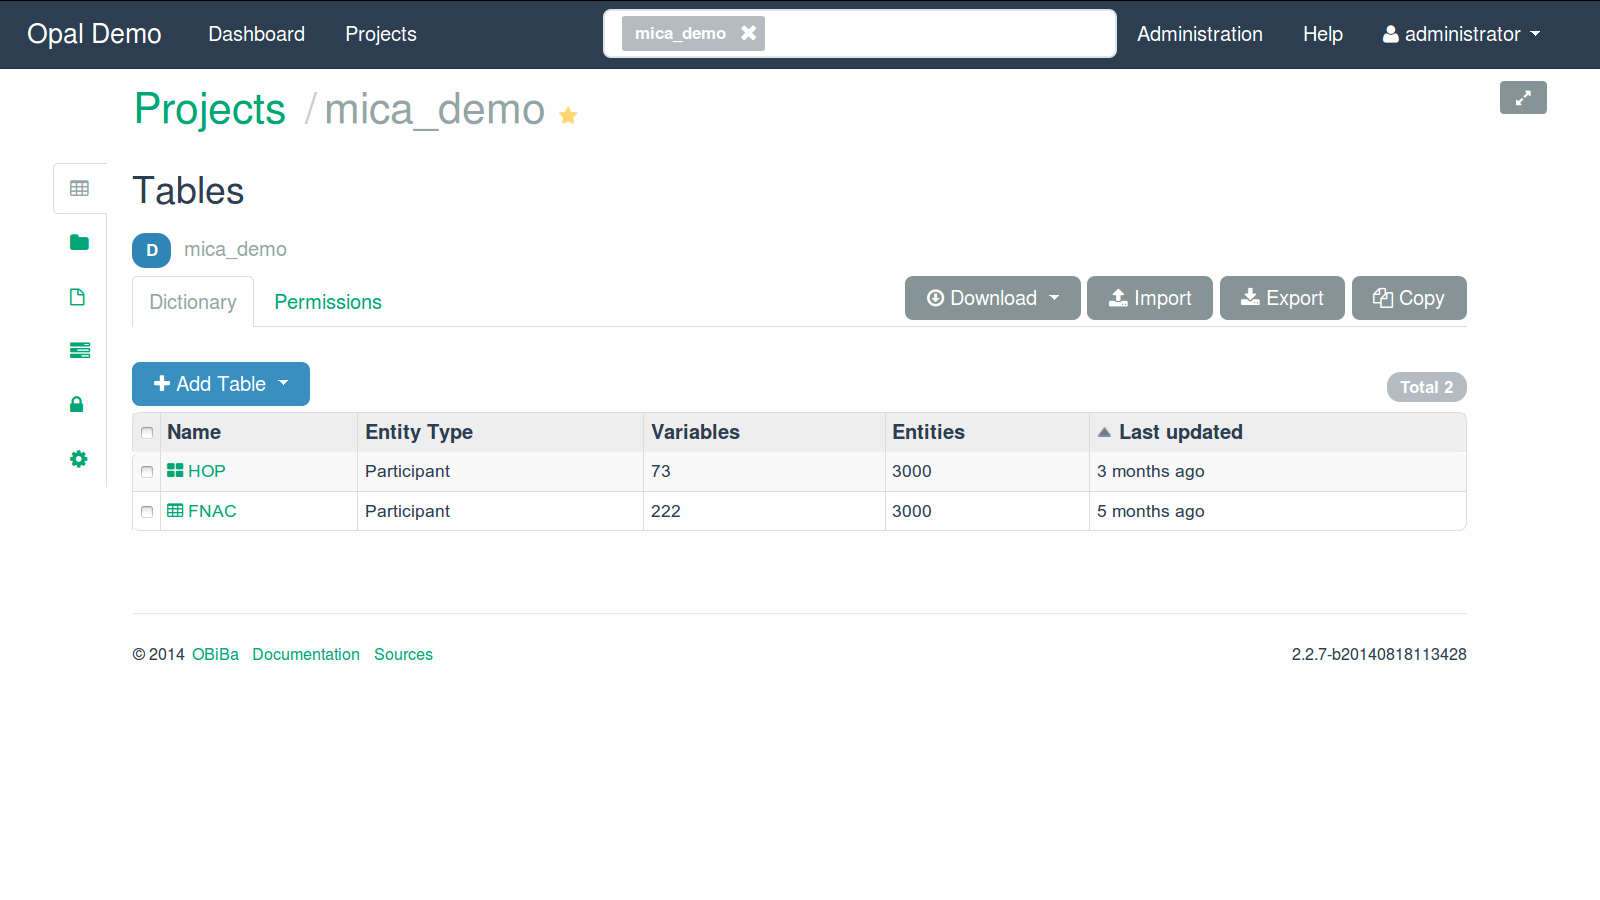 Opal Demo Dashboard Projects mica_demo Administration Help administrator
Projects / mica_demo
Tables
D mica_demo
Dictionary Permissions Download Import Export Copy
Add Table Total 2
Name Entity Type Variables Entities Last updated
HOP Participant 73 3000 3 months ago
FNAC Participant 222 3000 5 months ago
© 2014 OBiBa Documentation Sources 2.2.7-b20140818113428